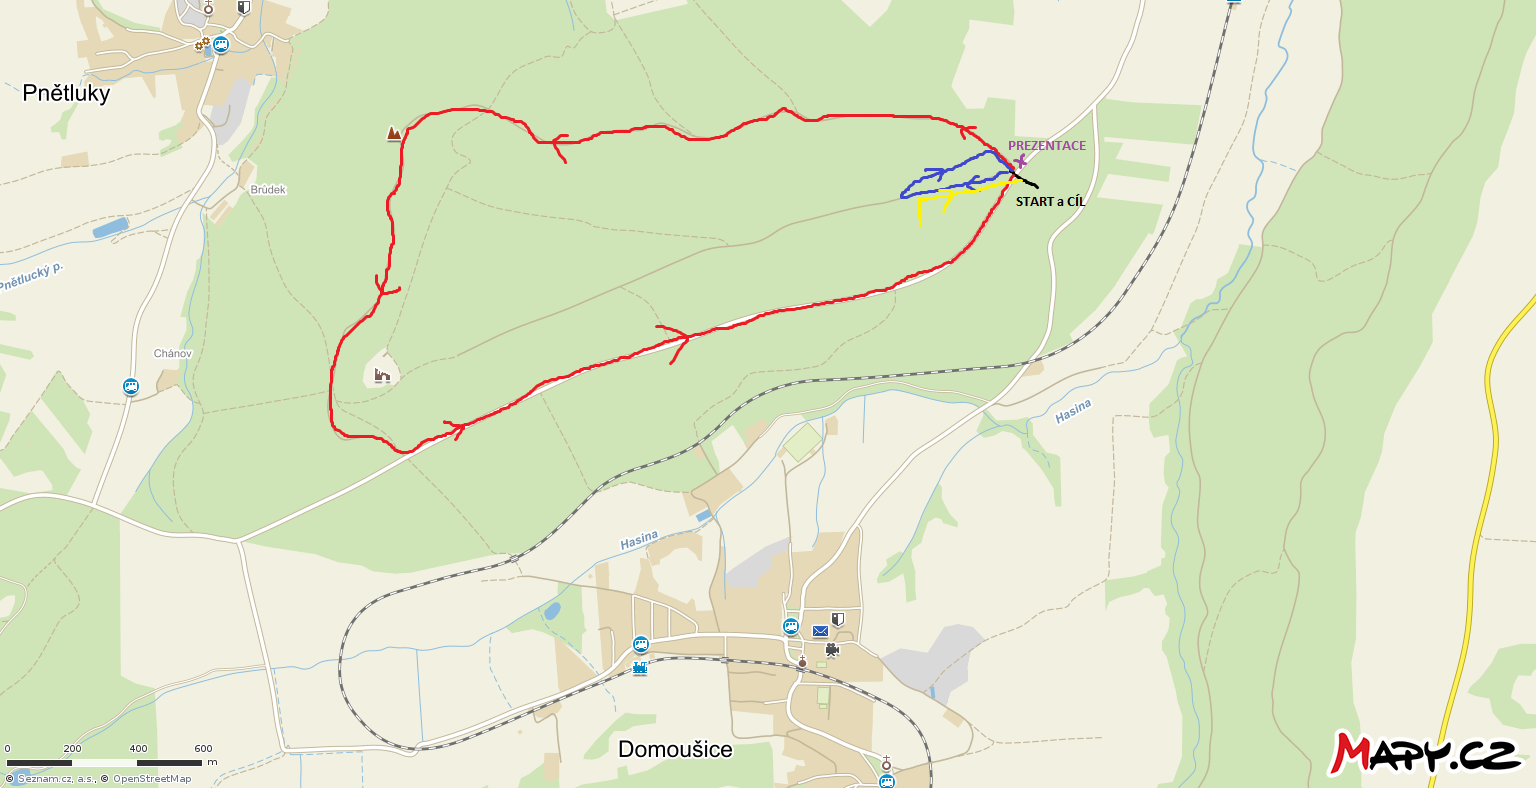 Pnětluky
PREZENTACE
Brůdek
START a CÍL
Pnětlucký p.
Chánov
Hasina
Hasina
Domoušice
0 200 400 600
m
© Seznam.cz, a.s., © OpenStreetMap
MAPY.CZ